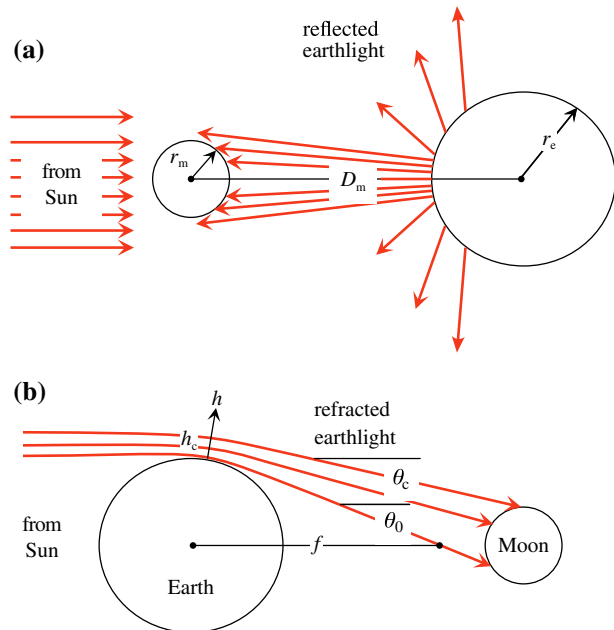 (a)
reflected
earthlight
from
Sun
r_m
D_m
r_e
(b)
h
h_c
refracted
earthlight
θ_c
θ_0
from
Sun
f
Moon
Earth